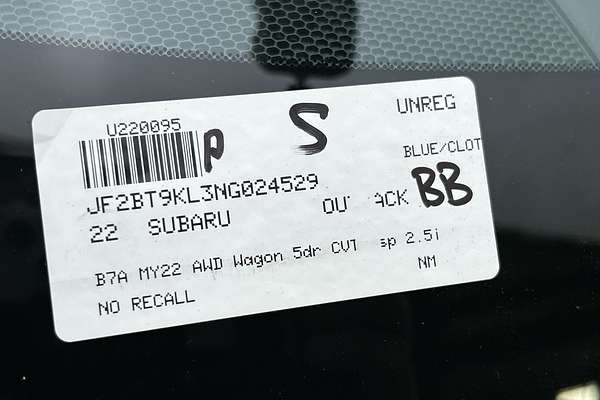 U220095 P S UNREG
BLUE/CLOT
JF2BT9KL3NG024529
22 SUBARU OU ACK BB
B7A MY22 AWD Wagon 5dr CVT sp 2.5i
NO RECALL NM